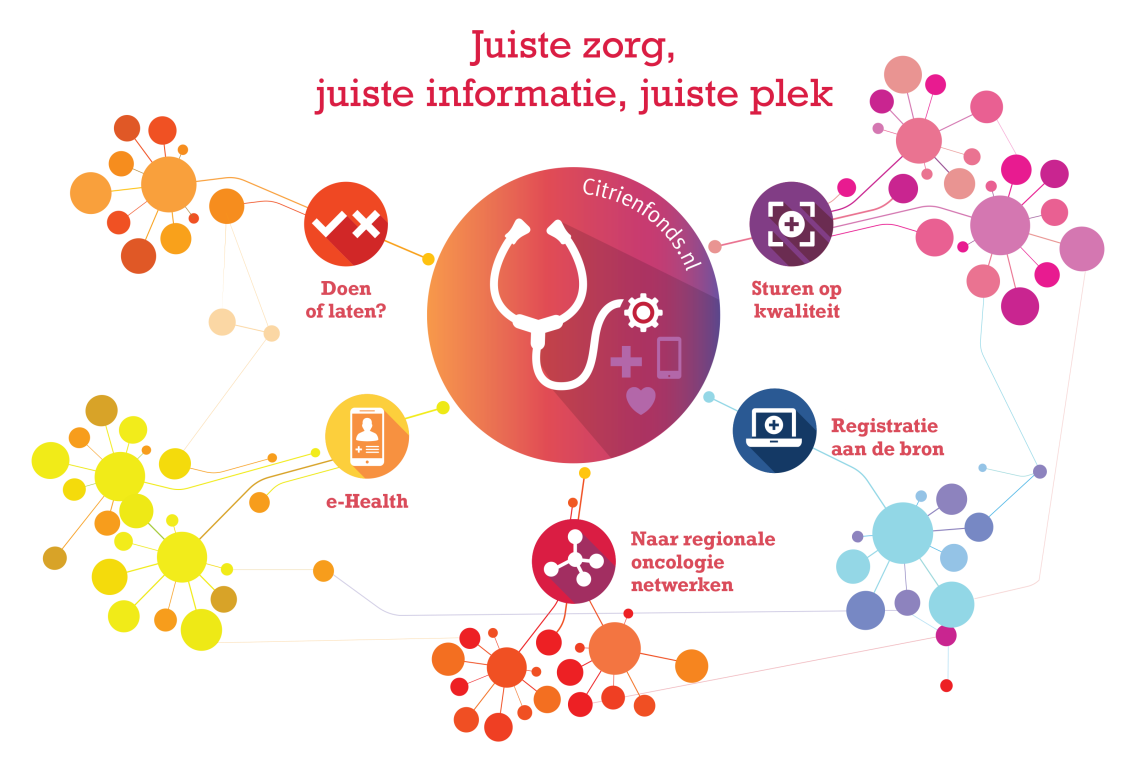 Juiste zorg,
juiste informatie, juiste plek
Citrienfonds.nl
Doen
of laten?
Sturen op
kwaliteit
Registratie
aan de bron
e-Health
Naar regionale
oncologie
netwerken